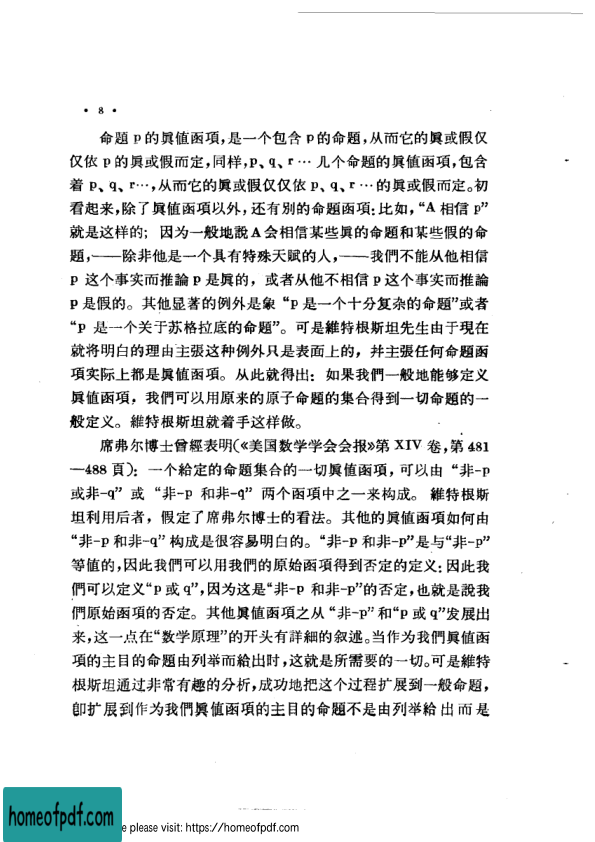 • 8 •
命題 p 的眞值函項，是一个包含 p的命題，从而它的眞或假仅
仅依 p 的眞或假而定，同样，p、q、r … 几个命題的眞值函項，包含
着 p、q、r…，从而它的眞或假仅仅依 p、q、r … 的眞或假而定。初
看起来，除了眞值函項以外，还有别的命題函項：比如，“A 相信 p”
就是这样的；因为一般地說A会相信某些眞的命題和某些假的命
題，——除非他是一个具有特殊天賦的人，——我們不能从他相信
p 这个事实而推論 p 是眞的，或者从他不相信 p 这个事实而推論
p 是假的。其他显著的例外是象 “p 是一个十分复杂的命題”或者
“p 是一个关于苏格拉底的命題”。可是維特根斯坦先生由于現在
就将明白的理由主張这种例外只是表面上的，幷主張任何命題函
項实际上都是眞值函項。从此就得出：如果我們一般地能够定义
眞值函項，我們可以用原来的原子命題的集合得到一切命題的一
般定义。維特根斯坦就着手这样做。
席弗尔博士曾經表明(《美国数学学会会报》第 XIV 卷，第 481
—488 頁)：一个給定的命題集合的一切眞值函項，可以由 “非-p
或非-q” 或 “非-p 和非-q” 两个函項中之一来构成。維特根斯
坦利用后者，假定了席弗尔博士的看法。其他的眞值函項如何由
“非-p 和非-q” 构成是很容易明白的。“非-p 和非-p”是与“非-p”
等值的，因此我們可以用我們的原始函項得到否定的定义：因此我
們可以定义“p 或 q”，因为这是“非-p 和非-p”的否定，也就是說我
們原始函項的否定。其他眞值函項之从 “非-p” 和“p 或 q”发展出
来，这一点在“数学原理”的开头有詳細的叙述。当作为我們眞值函
項的主目的命題由列举而給出时，这就是所需要的一切。可是維特
根斯坦通过非常有趣的分析，成功地把这个过程扩展到一般命題，
卽扩展到作为我們眞值函項的主目的命題不是由列举給出而是
homeofpdf.com
e please visit: https://homeofpdf.com